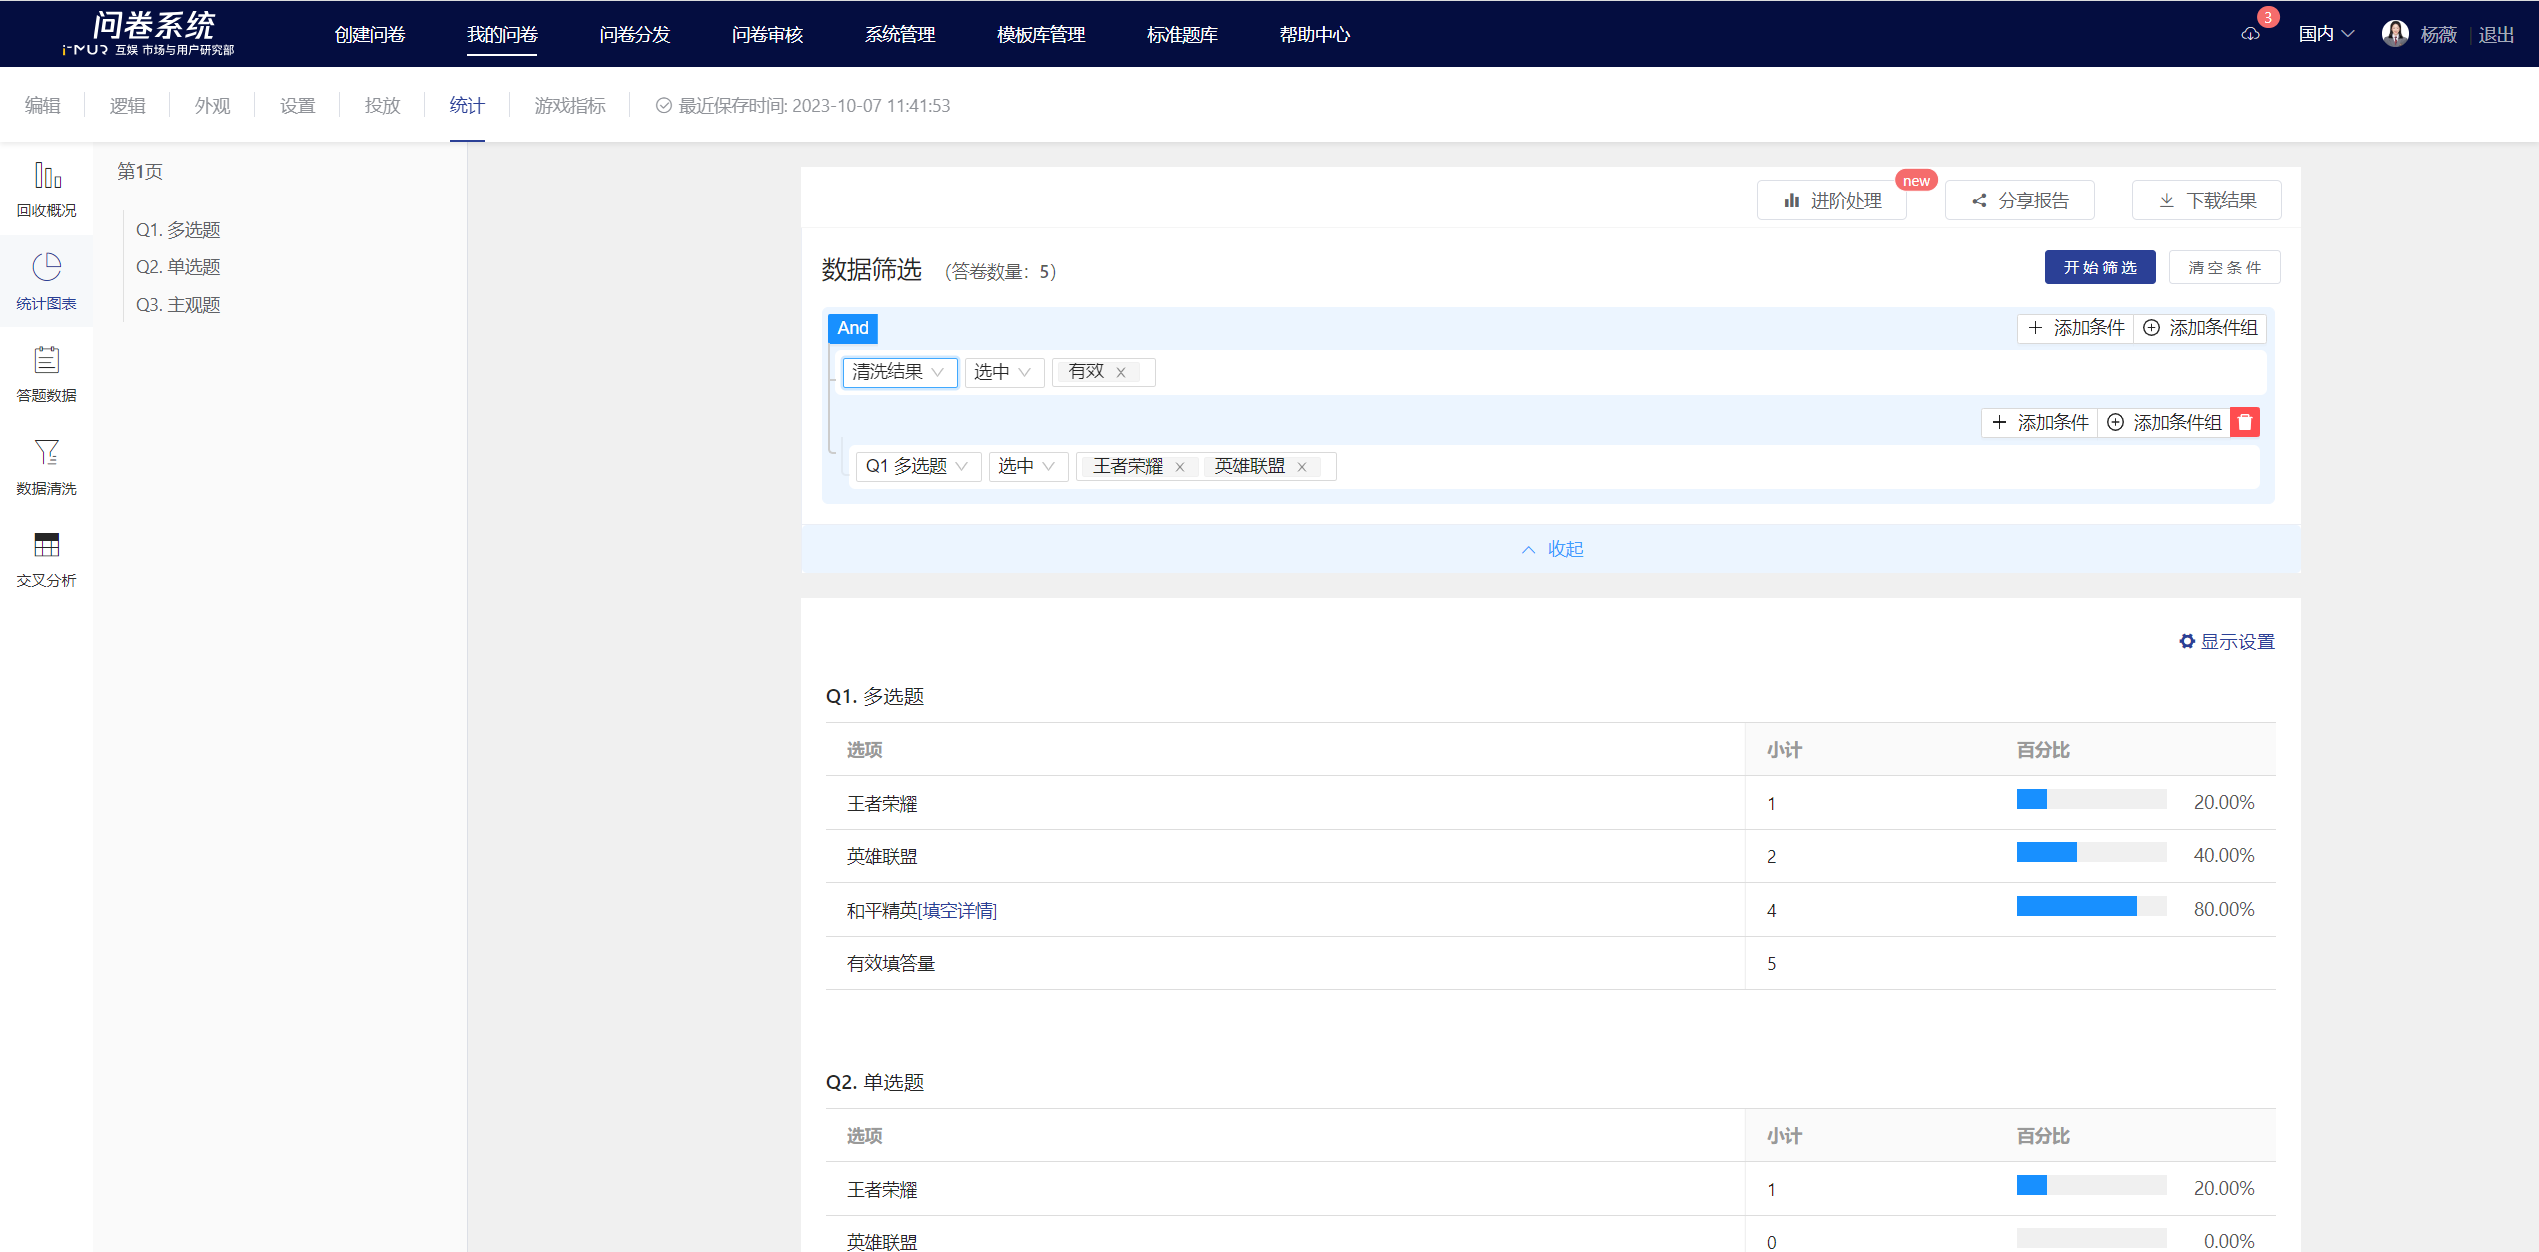 问卷系统
i-MUR 互娱 市场与用户研究部
创建问卷 我的问卷 问卷分发 问卷审核 系统管理 模板库管理 标准题库 帮助中心
3
国内 杨薇 退出
编辑 逻辑 外观 设置 投放 统计 游戏指标 最近保存时间: 2023-10-07 11:41:53
回收概况
统计图表
答题数据
数据清洗
交叉分析
第1页
Q1. 多选题
Q2. 单选题
Q3. 主观题
进阶处理 new 分享报告 下载结果
数据筛选 (答卷数量：5) 开始筛选 清空条件
And 添加条件 添加条件组
清洗结果 选中 有效 x
添加条件 添加条件组
Q1 多选题 选中 王者荣耀 x 英雄联盟 x
收起
显示设置
Q1. 多选题
选项 小计 百分比
王者荣耀 1 20.00%
英雄联盟 2 40.00%
和平精英[填空详情] 4 80.00%
有效填答量 5
Q2. 单选题
选项 小计 百分比
王者荣耀 1 20.00%
英雄联盟 0 0.00%